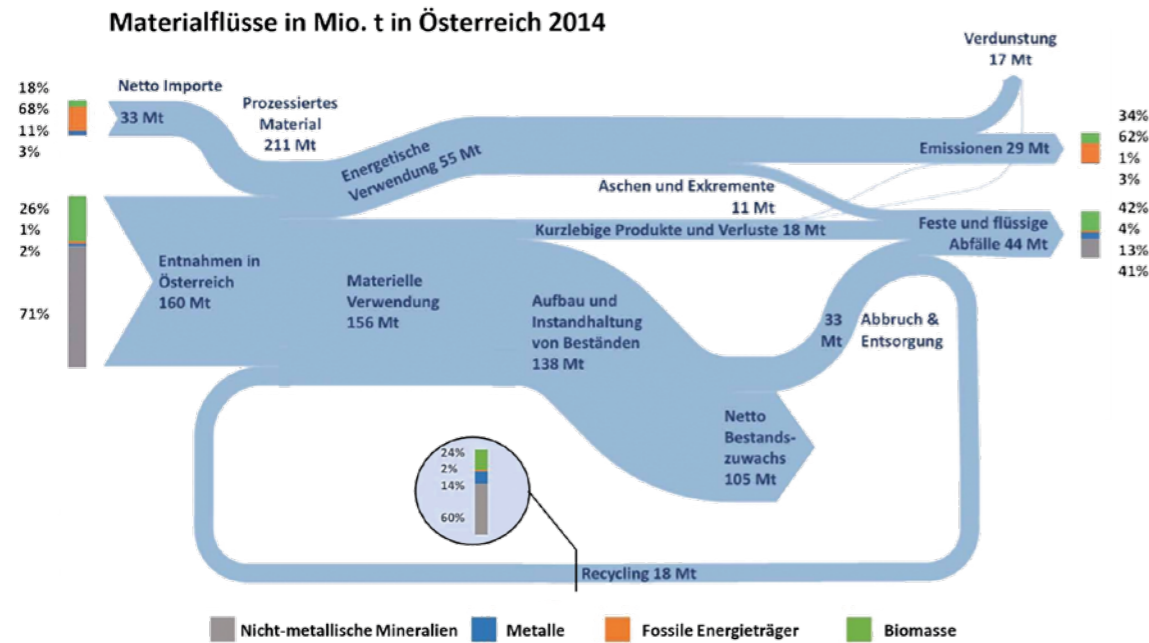 Materialflüsse in Mio. t in Österreich 2014
Verdunstung
17 Mt
18%
68%
11%
3%
Netto Importe
33 Mt
Prozessiertes
Material
211 Mt
Energetische
Verwendung 55 Mt
Emissionen 29 Mt
34%
62%
1%
3%
Aschen und Exkremente
11 Mt
Kurzlebige Produkte und Verluste 18 Mt
Feste und flüssige
Abfälle 44 Mt
42%
4%
13%
41%
26%
1%
2%
71%
Entnahmen in
Österreich
160 Mt
Materielle
Verwendung
156 Mt
Aufbau und
Instandhaltung
von Beständen
138 Mt
33
Mt
Abbruch &
Entsorgung
Netto
Bestands-
zuwachs
105 Mt
24%
2%
14%
60%
Recycling 18 Mt
Nicht-metallische Mineralien
Metalle
Fossile Energieträger
Biomasse